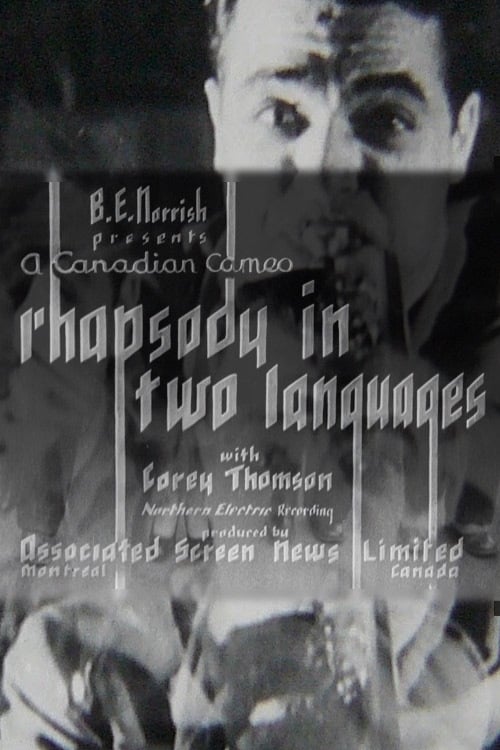 B.E. Norrish
presents
a Canadian Cameo
rhapsody in
two languages
with
Corey Thomson
Northern Electric Recording
produced by
Associated Screen News Limited
Montreal Canada